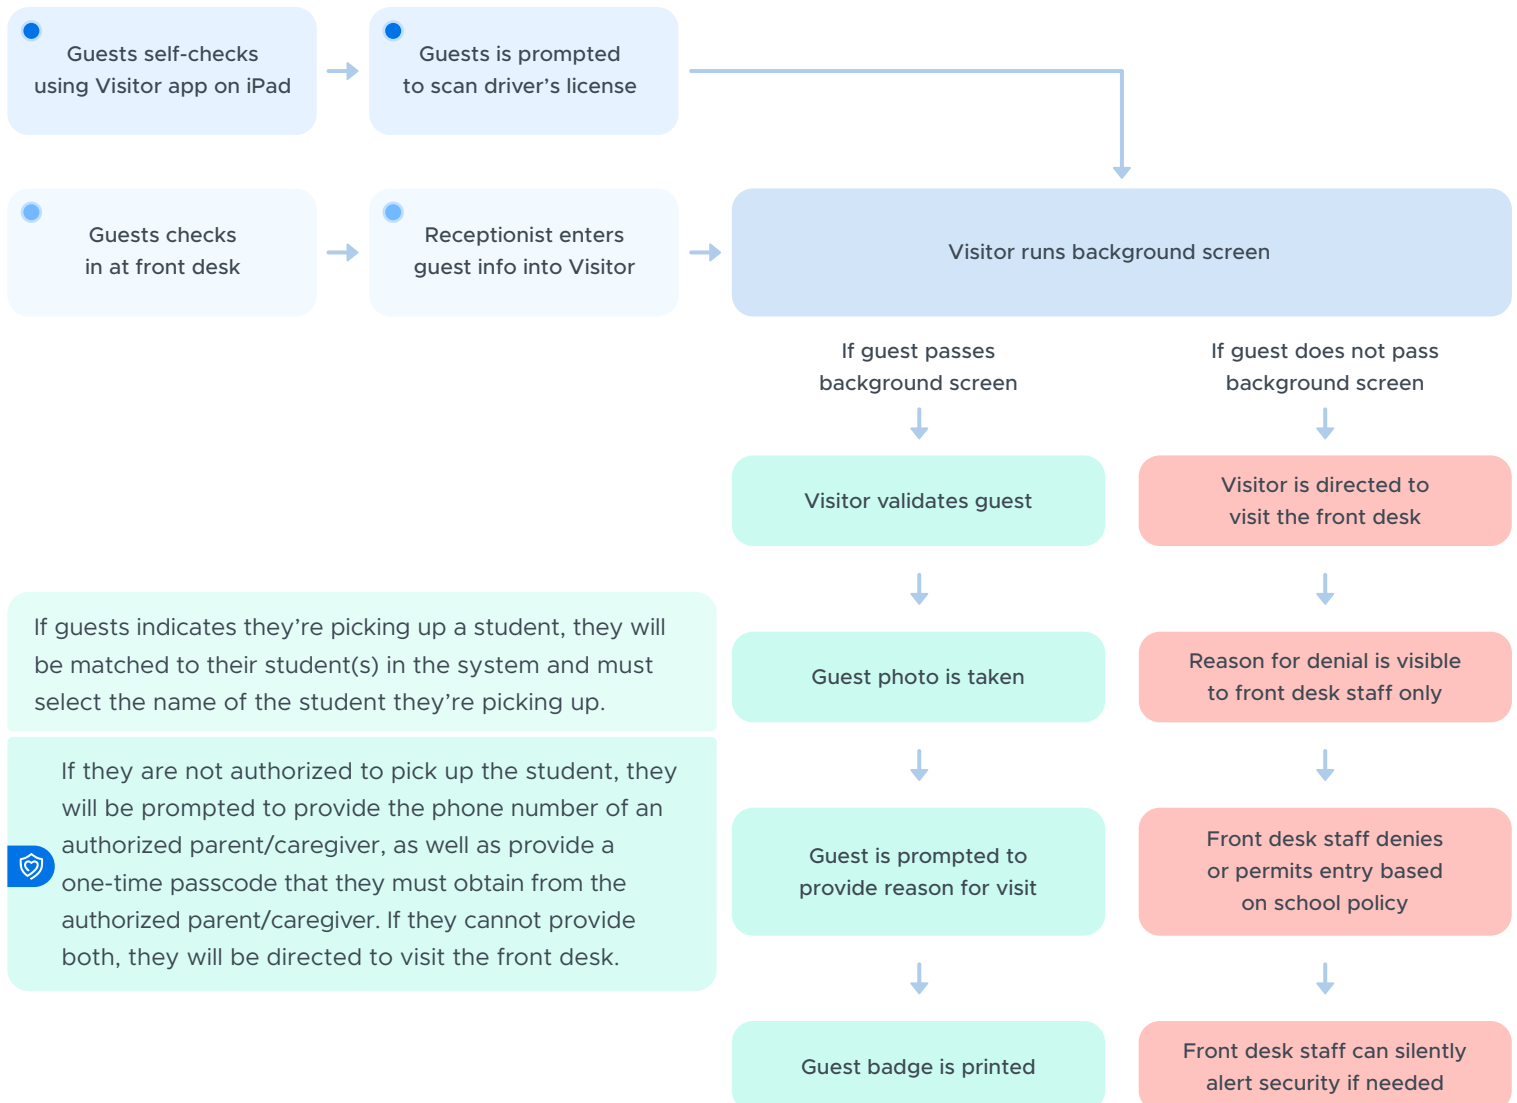 Guests self-checks
using Visitor app on iPad
Guests is prompted
to scan driver’s license
Guests checks
in at front desk
Receptionist enters
guest info into Visitor
Visitor runs background screen
If guest passes
background screen
If guest does not pass
background screen
Visitor validates guest
Visitor is directed to
visit the front desk
If guests indicates they’re picking up a student, they will
be matched to their student(s) in the system and must
select the name of the student they’re picking up.
Guest photo is taken
Reason for denial is visible
to front desk staff only
If they are not authorized to pick up the student, they
will be prompted to provide the phone number of an
authorized parent/caregiver, as well as provide a
one-time passcode that they must obtain from the
authorized parent/caregiver. If they cannot provide
both, they will be directed to visit the front desk.
Guest is prompted to
provide reason for visit
Front desk staff denies
or permits entry based
on school policy
Guest badge is printed
Front desk staff can silently
alert security if needed